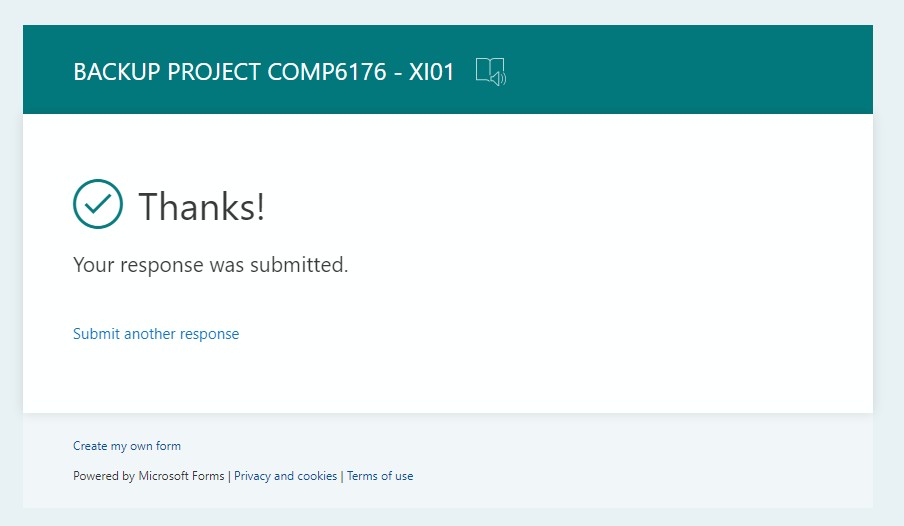 BACKUP PROJECT COMP6176 - XI01
Thanks!
Your response was submitted.
Submit another response
Create my own form
Powered by Microsoft Forms | Privacy and cookies | Terms of use